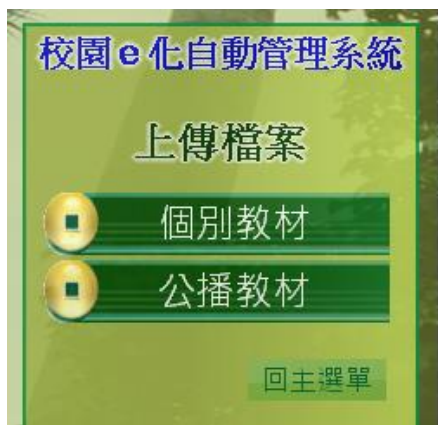 校園e化自動管理系統
上傳檔案
個別教材
公播教材
回主選單